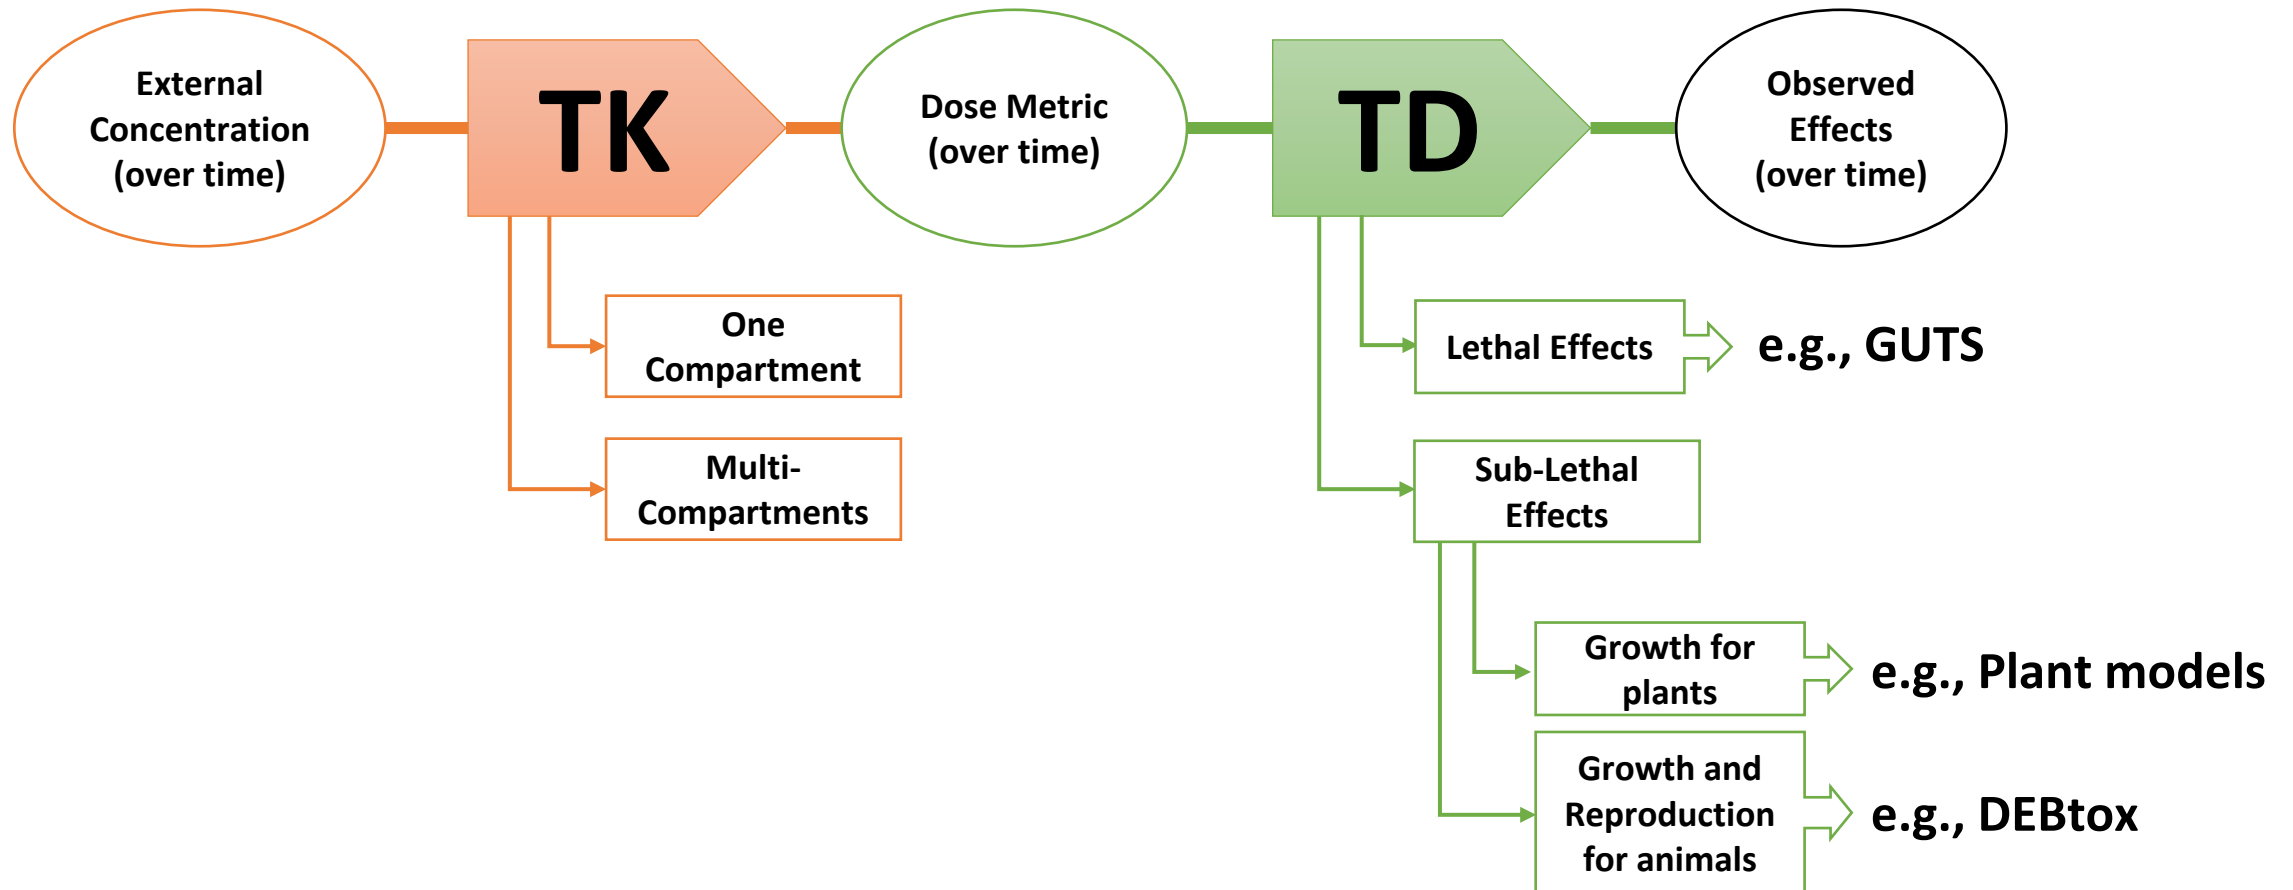 External
Concentration
(over time)
TK
Dose Metric
(over time)
TD
Observed
Effects
(over time)
One
Compartment
Multi-
Compartments
Lethal Effects
e.g., GUTS
Sub-Lethal
Effects
Growth for
plants
e.g., Plant models
Growth and
Reproduction
for animals
e.g., DEBtox